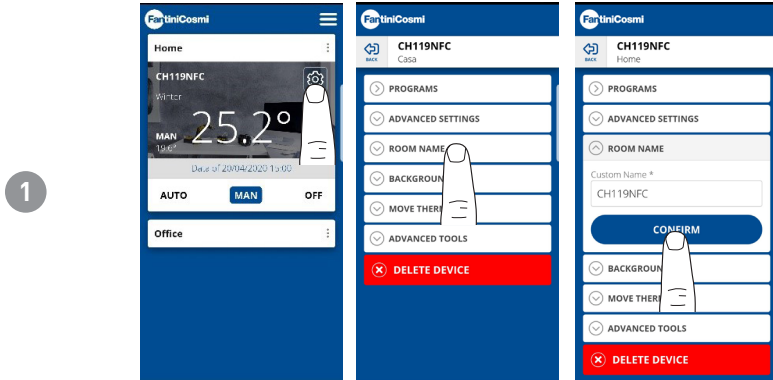 1
FantiniCosmi
Home
CH119NFC
Winter
25.2°
MAN
19.6°
Data of 20/04/2020 15:00
AUTO MAN OFF
Office
FantiniCosmi
BACK
CH119NFC
Casa
PROGRAMS
ADVANCED SETTINGS
ROOM NAME
BACKGROUN
MOVE THER
ADVANCED TOOLS
DELETE DEVICE
FantiniCosmi
BACK
CH119NFC
Home
PROGRAMS
ADVANCED SETTINGS
ROOM NAME
Custom Name *
CH119NFC
CONFIRM
BACKGROUN
MOVE THER
ADVANCED TOOLS
DELETE DEVICE